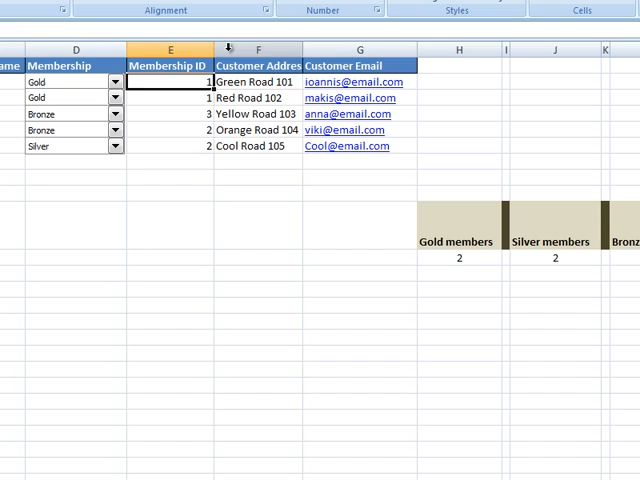 Alignment Number Styles Cells
D E F G H I J K
ame Membership Membership ID Customer Addres Customer Email
Gold 1 Green Road 101 ioannis@email.com
Gold 1 Red Road 102 makis@email.com
Bronze 3 Yellow Road 103 anna@email.com
Bronze 2 Orange Road 104 viki@email.com
Silver 2 Cool Road 105 Cool@email.com
Gold members Silver members Bronz
2 2